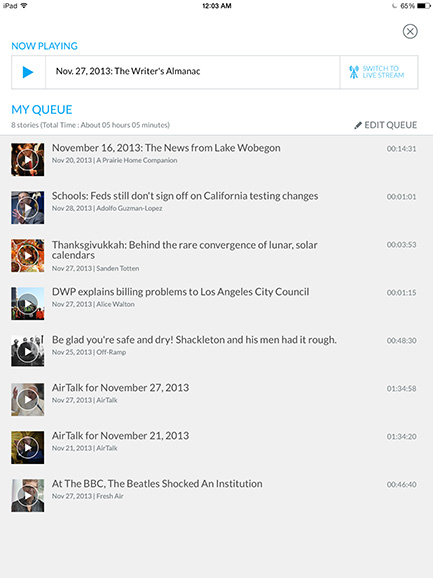 iPad 12:03 AM 65%
NOW PLAYING
Nov. 27, 2013: The Writer's Almanac
SWITCH TO
LIVE STREAM
MY QUEUE
8 stories (Total Time : About 05 hours 05 minutes)
EDIT QUEUE
November 16, 2013: The News from Lake Wobegon
00:14:31
Nov 20, 2013 | A Prairie Home Companion
Schools: Feds still don't sign off on California testing changes
00:01:01
Nov 28, 2013 | Adolfo Guzman-Lopez
Thanksgivukkah: Behind the rare convergence of lunar, solar
calendars
00:03:53
Nov 27, 2013 | Sanden Totten
DWP explains billing problems to Los Angeles City Council
00:01:15
Nov 27, 2013 | Alice Walton
Be glad you're safe and dry! Shackleton and his men had it rough.
00:48:30
Nov 25, 2013 | Off-Ramp
AirTalk for November 27, 2013
01:34:58
Nov 27, 2013 | AirTalk
AirTalk for November 21, 2013
01:34:20
Nov 21, 2013 | AirTalk
At The BBC, The Beatles Shocked An Institution
00:46:40
Nov 27, 2013 | Fresh Air